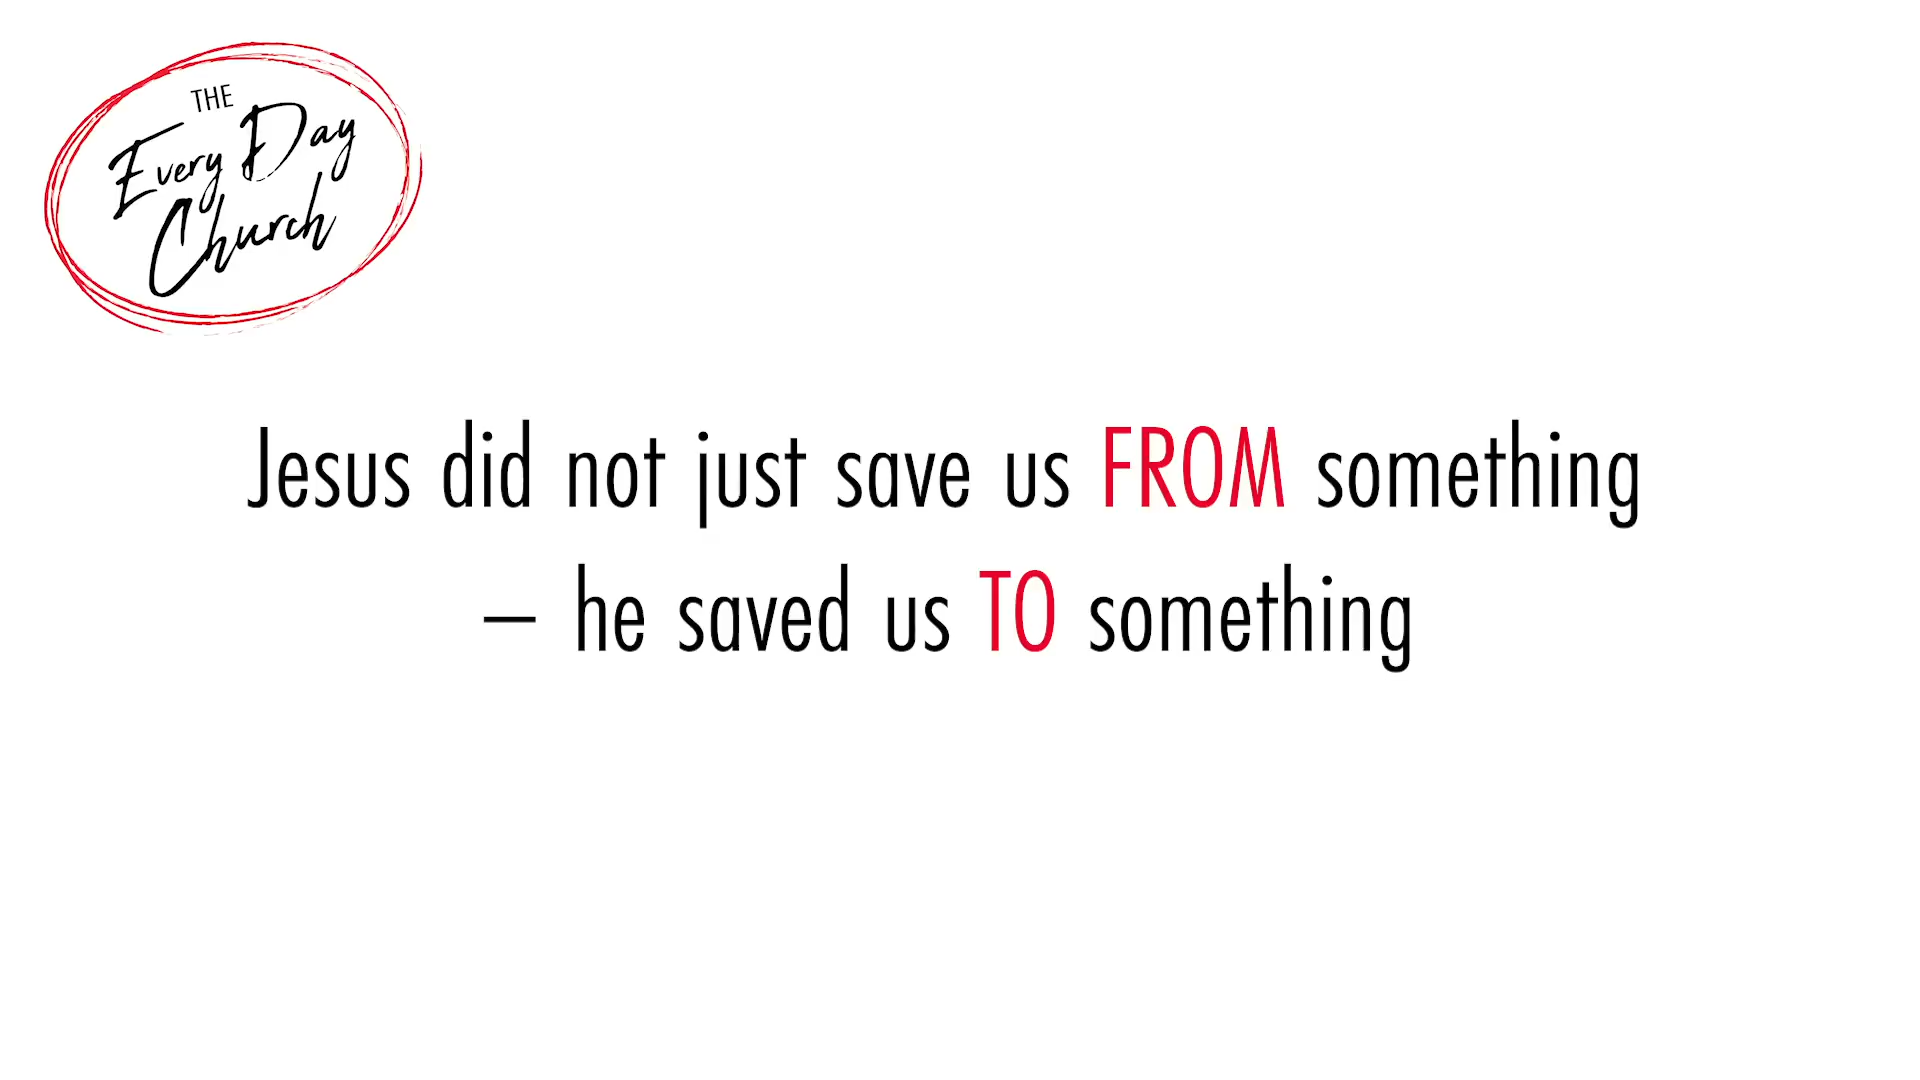 THE
Every Day
Church
Jesus did not just save us FROM something
– he saved us TO something